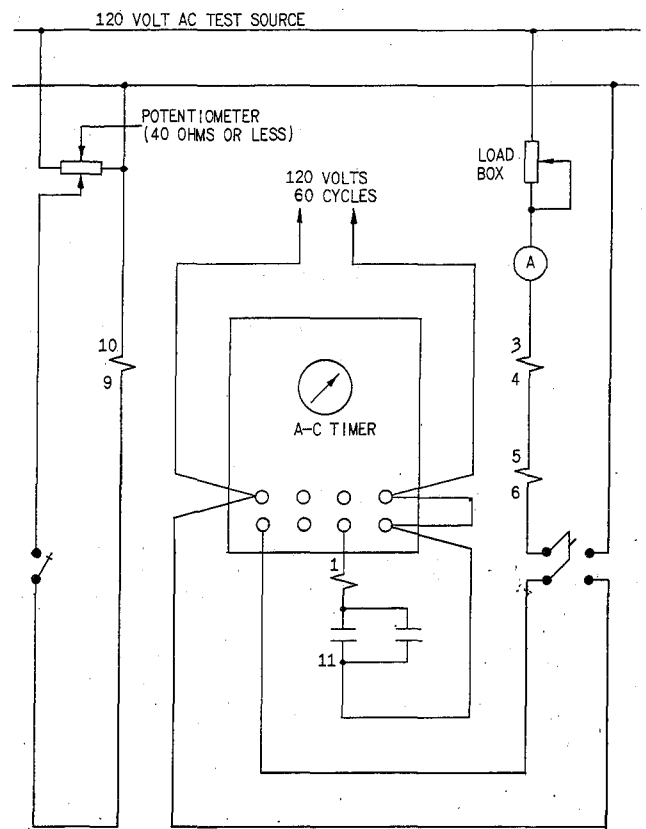 120 VOLT AC TEST SOURCE
POTENTIOMETER
(40 OHMS OR LESS)
LOAD
BOX
120 VOLTS
60 CYCLES
A
10
9
3
4
A-C TIMER
5
6
1
11